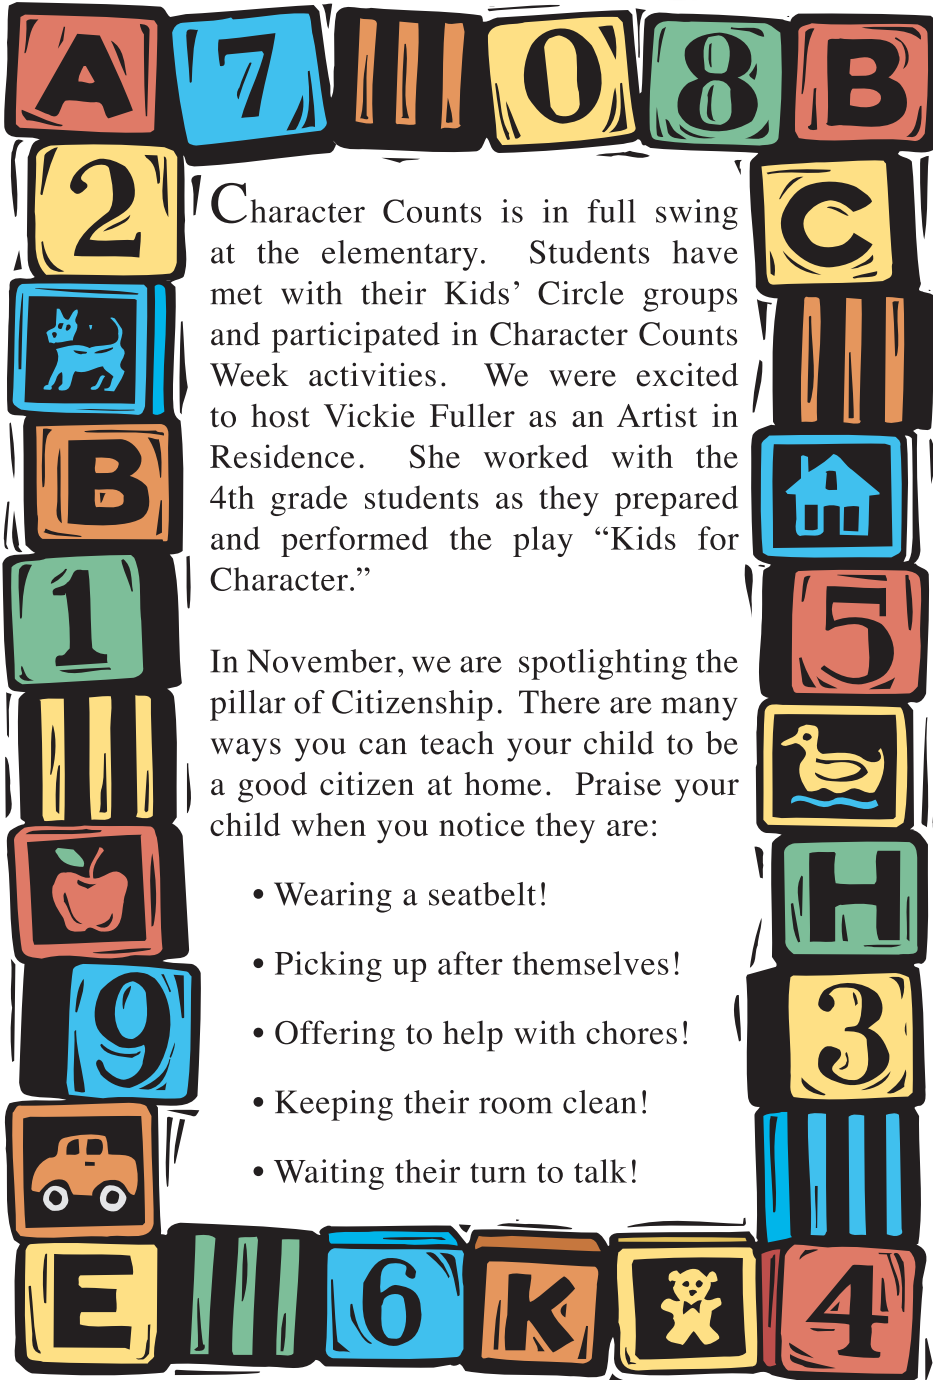 A 7 0 8 B
2 C
Character Counts is in full swing
at the elementary. Students have
met with their Kids’ Circle groups
and participated in Character Counts
Week activities. We were excited
to host Vickie Fuller as an Artist in
Residence. She worked with the
4th grade students as they prepared
and performed the play “Kids for
Character.”
B
1 5
In November, we are spotlighting the
pillar of Citizenship. There are many
ways you can teach your child to be
a good citizen at home. Praise your
child when you notice they are:
• Wearing a seatbelt!
H
• Picking up after themselves!
• Offering to help with chores!
9 3
• Keeping their room clean!
• Waiting their turn to talk!
E 6 K 4